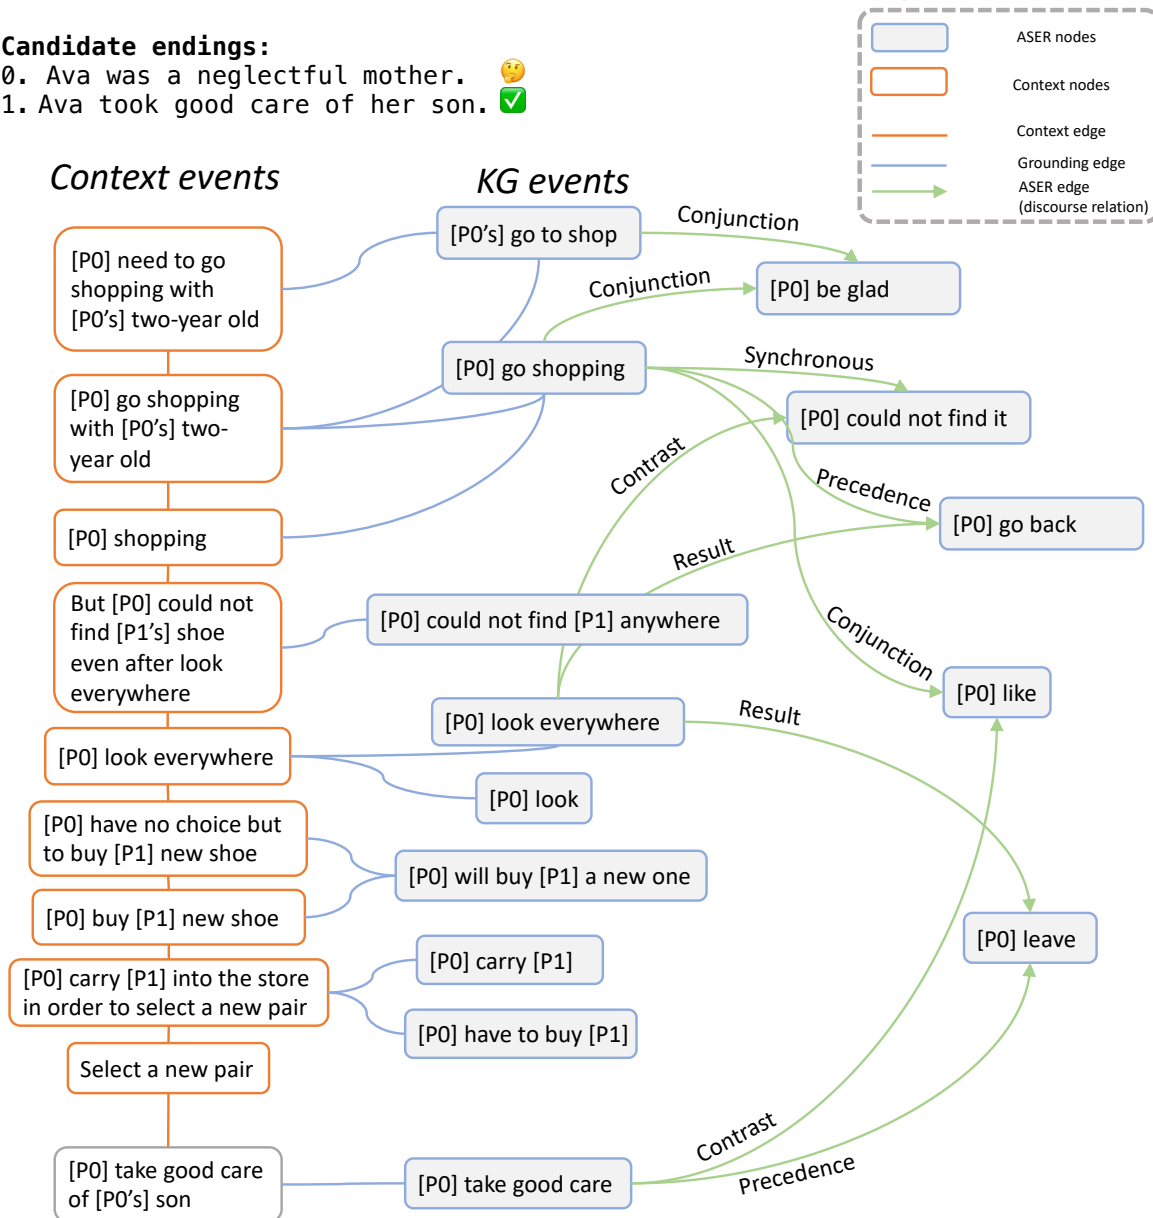 Candidate endings:
0. Ava was a neglectful mother.
1. Ava took good care of her son.
ASER nodes
Context nodes
Context edge
Grounding edge
ASER edge
(discourse relation)
Context events
KG events
[P0] need to go
shopping with
[P0's] two-year old
[P0's] go to shop
Conjunction
[P0] be glad
Conjunction
[P0] go shopping
Synchronous
[P0] go shopping
with [P0's] two-
year old
[P0] could not find it
Contrast
Precedence
[P0] shopping
[P0] go back
Result
But [P0] could not
find [P1's] shoe
even after look
everywhere
[P0] could not find [P1] anywhere
Conjunction
[P0] like
[P0] look everywhere
Result
[P0] look everywhere
[P0] look
[P0] have no choice but
to buy [P1] new shoe
[P0] will buy [P1] a new one
[P0] buy [P1] new shoe
[P0] leave
[P0] carry [P1] into the store
in order to select a new pair
[P0] carry [P1]
[P0] have to buy [P1]
Select a new pair
Contrast
Precedence
[P0] take good care
of [P0's] son
[P0] take good care